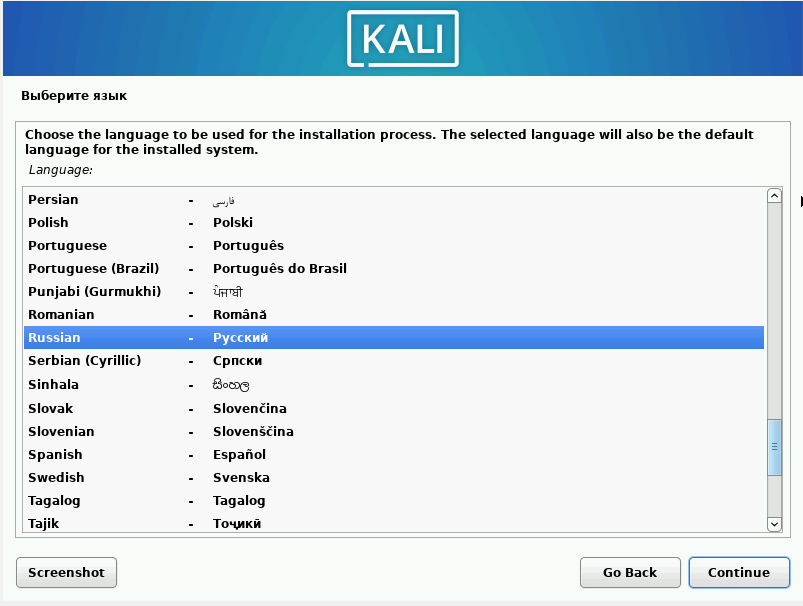 KALI
Выберите язык
Choose the language to be used for the installation process. The selected language will also be the default
language for the installed system.
Language:
Persian - فارسی
Polish - Polski
Portuguese - Português
Portuguese (Brazil) - Português do Brasil
Punjabi (Gurmukhi) - ਪੰਜਾਬੀ
Romanian - Română
Russian - Русский
Serbian (Cyrillic) - Српски
Sinhala - සිංහල
Slovak - Slovenčina
Slovenian - Slovenščina
Spanish - Español
Swedish - Svenska
Tagalog - Tagalog
Tajik - Тоҷикӣ
Screenshot Go Back Continue